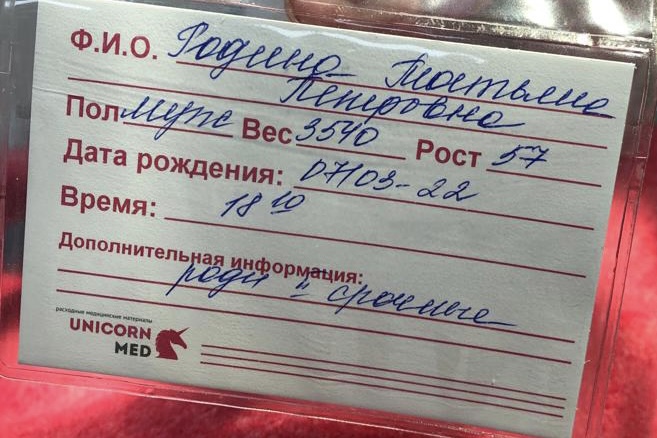 Ф.И.О. Родина Татьяна
Петровна
Пол муж Вес 3540 Рост 57
Дата рождения: 07/03-22
Время: 18 10
Дополнительная информация:
роды II срочные
расходные медицинские материалы
UNICORN
MED